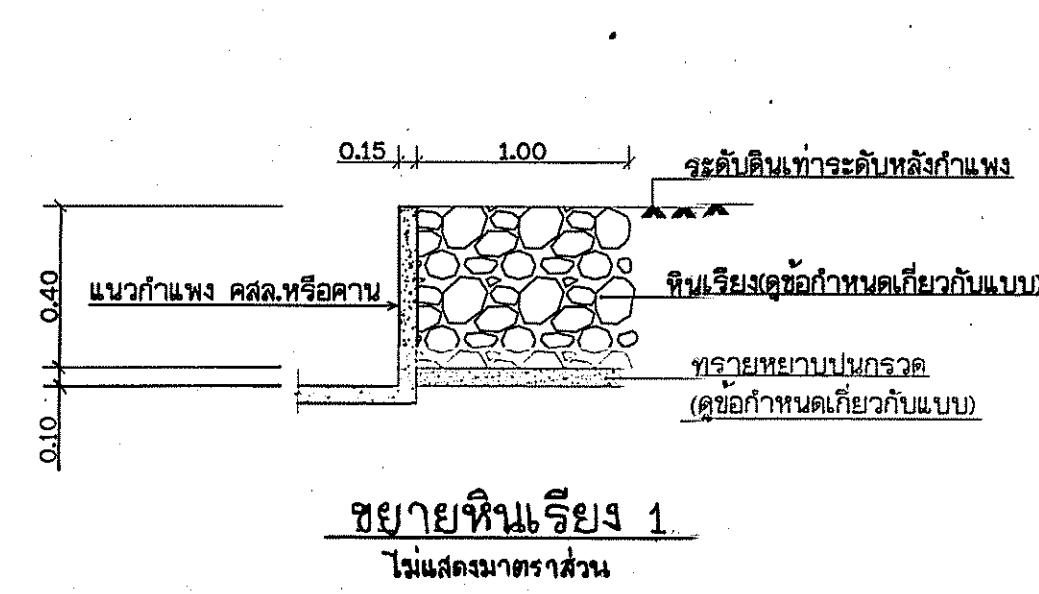 0.15
1.00
ระดับดินเท่าระดับหลังกำแพง
0.40
แนวกำแพง คสล.หรือคาน
หินเรียง(ดูข้อกำหนดเกี่ยวกับแบบ)
ทรายหยาบปนกรวด
(ดูข้อกำหนดเกี่ยวกับแบบ)
0.10
ขยายหินเรียง 1
ไม่แสดงมาตราส่วน